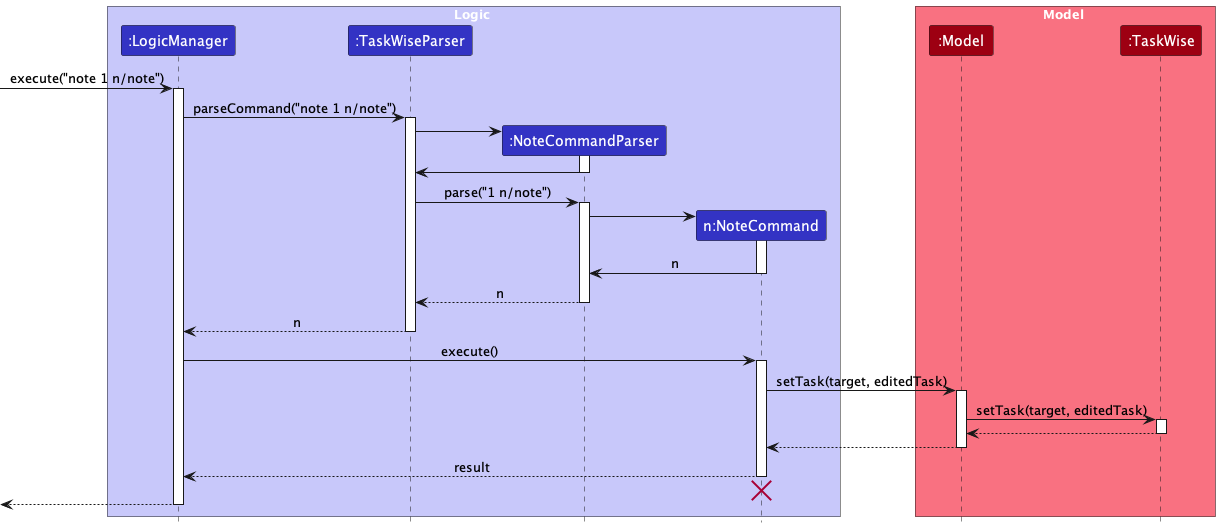 Logic
Model
:LogicManager
:TaskWiseParser
:Model
:TaskWise
execute("note 1 n/note")
parseCommand("note 1 n/note")
:NoteCommandParser
parse("1 n/note")
n:NoteCommand
n
n
n
execute()
setTask(target, editedTask)
setTask(target, editedTask)
result